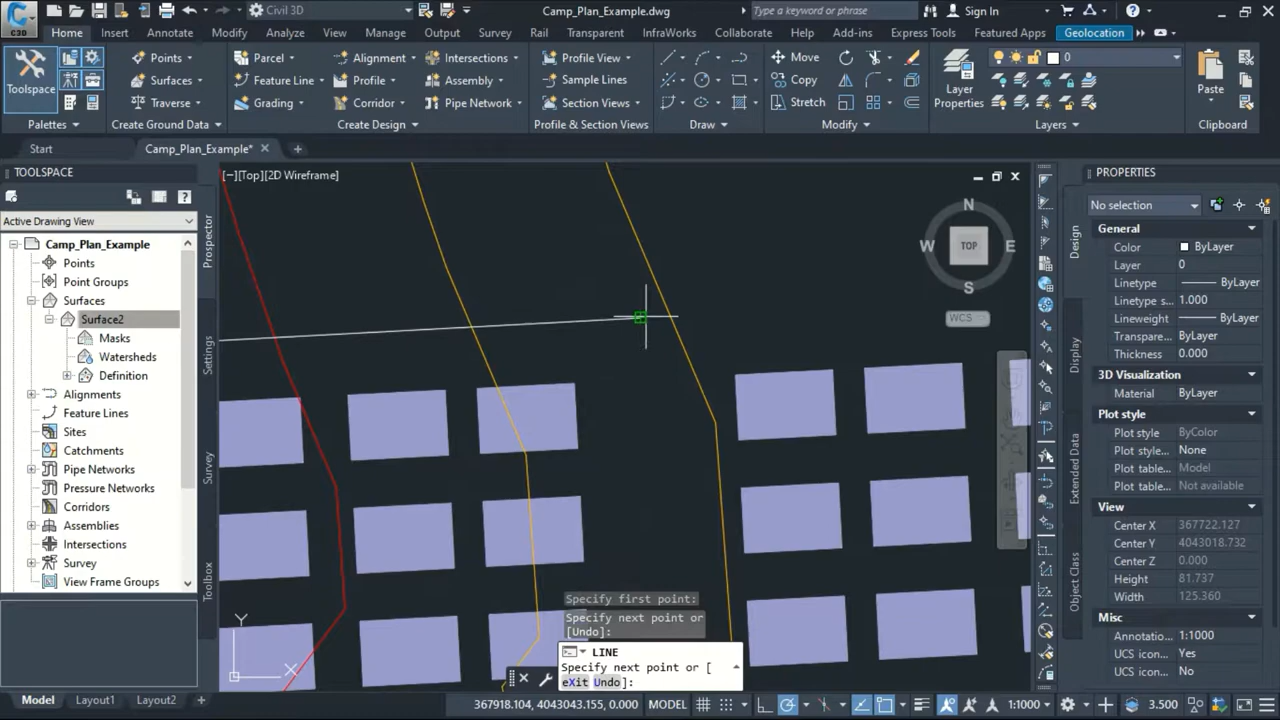 Civil 3D
Camp_Plan_Example.dwg
Type a keyword or phrase
Sign In
C3D
Home Insert Annotate Modify Analyze View Manage Output Survey Rail Transparent InfraWorks Collaborate Help Add-ins Express Tools Featured Apps Geolocation
Toolspace
Points
Surfaces
Traverse
Parcel
Feature Line
Grading
Alignment
Profile
Corridor
Intersections
Assembly
Pipe Network
Profile View
Sample Lines
Section Views
Move
Copy
Stretch
Layer
Properties
0
Paste
Palettes
Create Ground Data
Create Design
Profile & Section Views
Draw
Modify
Layers
Clipboard
Start
Camp_Plan_Example*
TOOLSPACE
Active Drawing View
Camp_Plan_Example
Points
Point Groups
Surfaces
Surface2
Masks
Watersheds
Definition
Alignments
Feature Lines
Sites
Catchments
Pipe Networks
Pressure Networks
Corridors
Assemblies
Intersections
Survey
View Frame Groups
Prospector
Settings
Survey
Toolbox
[−][Top][2D Wireframe]
N
W TOP E
S
WCS
Y
X
Specify first point:
Specify next point or
[Undo]:
LINE
Specify next point or [
eXit Undo]:
PROPERTIES
No selection
General
Color ByLayer
Layer 0
Linetype ByLayer
Linetype s... 1.000
Lineweight ByLayer
Transpare... ByLayer
Thickness 0.000
3D Visualization
Material ByLayer
Plot style
Plot style ByColor
Plot style... None
Plot table... Model
Plot table... Not available
View
Center X 367722.127
Center Y 4043018.732
Center Z 0.000
Height 81.737
Width 125.360
Misc
Annotatio... 1:1000
UCS icon... Yes
UCS icon... No
Design
Display
Extended Data
Object Class
Model Layout1 Layout2
367918.104, 4043043.155, 0.000 MODEL 1:1000 3.500